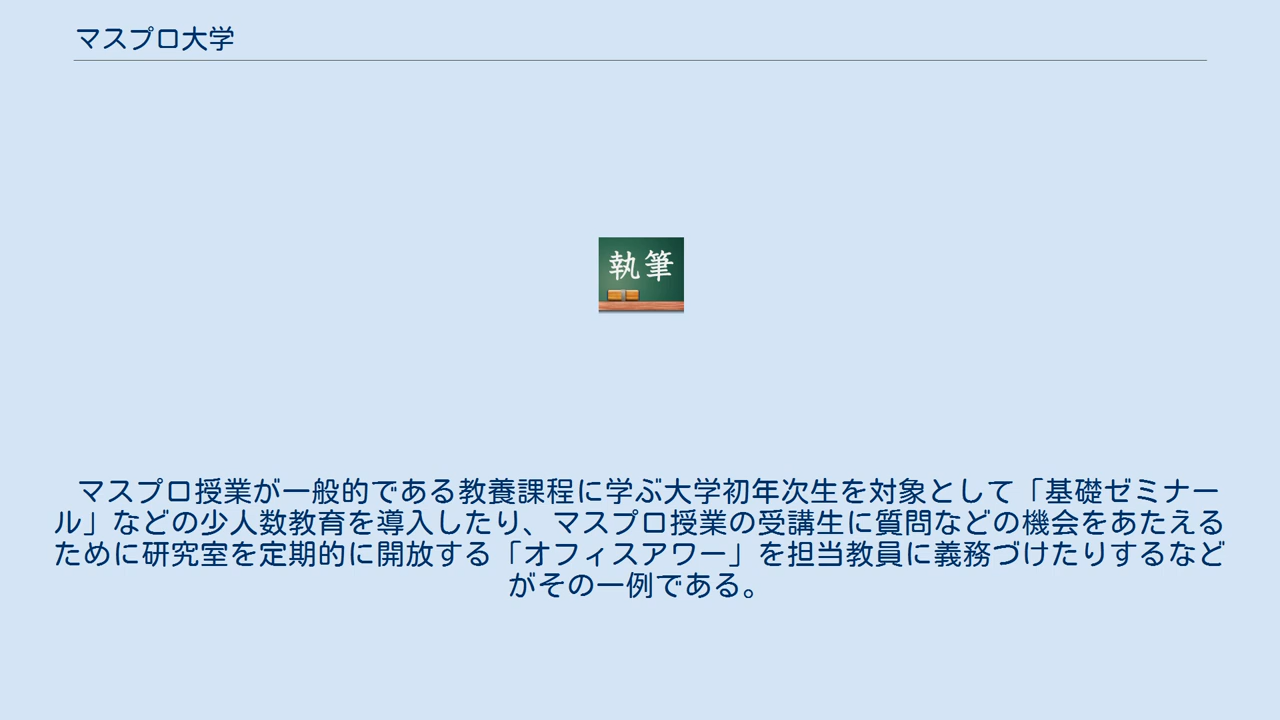 マスプロ大学
執筆
マスプロ授業が一般的である教養課程に学ぶ大学初年次生を対象として「基礎ゼミナー
ル」などの少人数教育を導入したり、マスプロ授業の受講生に質問などの機会をあたえる
ために研究室を定期的に開放する「オフィスアワー」を担当教員に義務づけたりするなど
がその一例である。